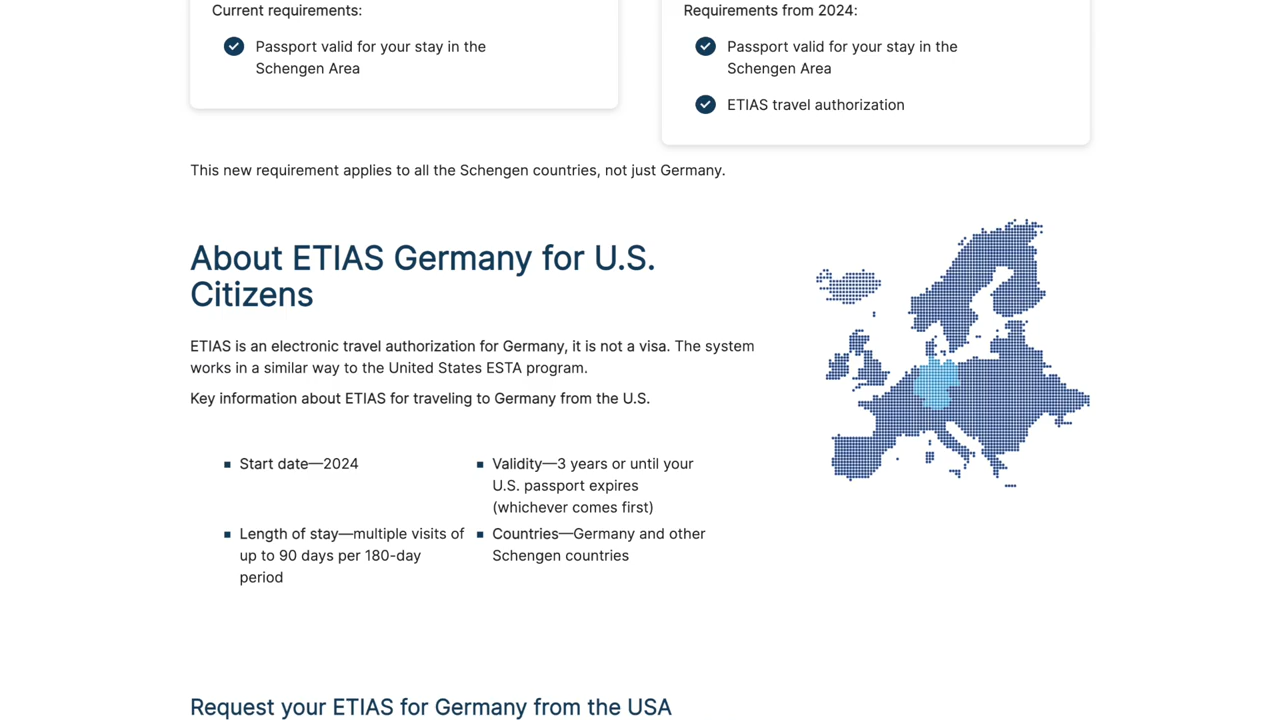 Current requirements:
Passport valid for your stay in the
Schengen Area
Requirements from 2024:
Passport valid for your stay in the
Schengen Area
ETIAS travel authorization
This new requirement applies to all the Schengen countries, not just Germany.
About ETIAS Germany for U.S.
Citizens
ETIAS is an electronic travel authorization for Germany, it is not a visa. The system
works in a similar way to the United States ESTA program.
Key information about ETIAS for traveling to Germany from the U.S.
Start date—2024
Validity—3 years or until your
U.S. passport expires
(whichever comes first)
Length of stay—multiple visits of
up to 90 days per 180-day
period
Countries—Germany and other
Schengen countries
Request your ETIAS for Germany from the USA